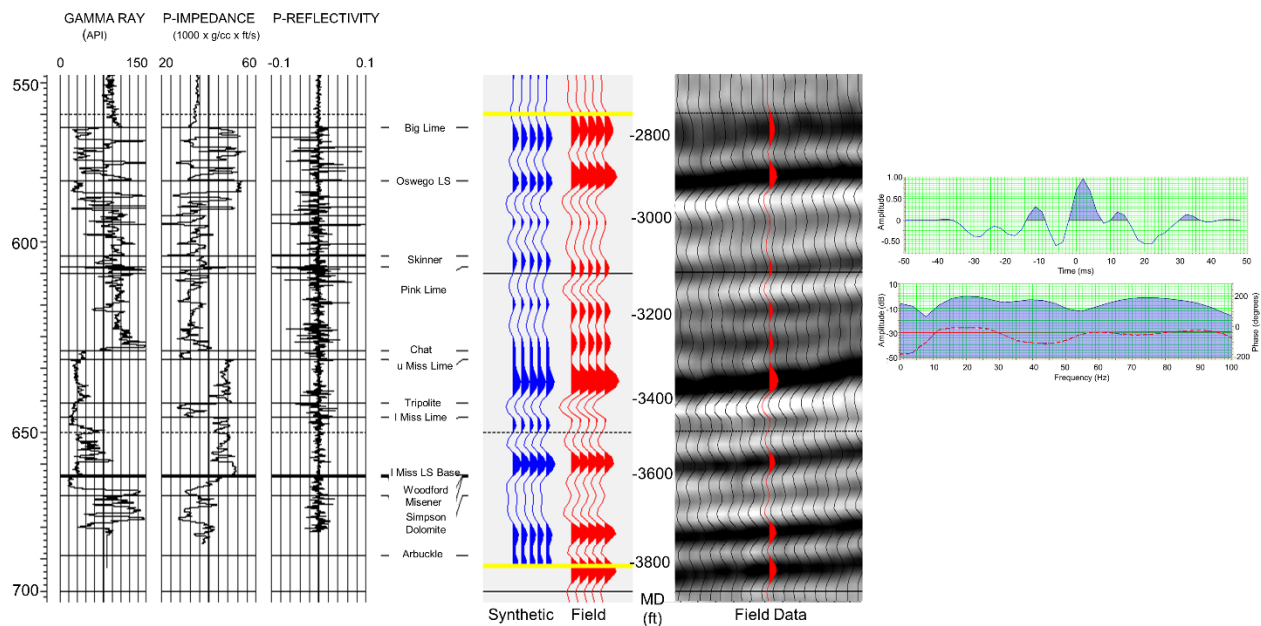 GAMMA RAY
(API)
0 150
P-IMPEDANCE
(1000 x g/cc x ft/s)
20 60
P-REFLECTIVITY
-0.1 0.1
550
600
650
700
Big Lime
Oswego LS
Skinner
Pink Lime
Chat
u Miss Lime
Tripolite
l Miss Lime
l Miss LS Base
Woodford
Misener
Simpson
Dolomite
Arbuckle
Synthetic
Field
-2800
-2900
-3000
-3200
-3400
-3600
-3800
MD
(ft)
Field Data
Amplitude
1.00
0.50
0
-0.50
-50 -40 -30 -20 -10 0 10 20 30 40 50
Time (ms)
Amplitude (dB)
10
-10
-30
-50
-60
200
0
200
Phase (degrees)
0 10 20 30 40 50 60 70 80 90 100
Frequency (Hz)